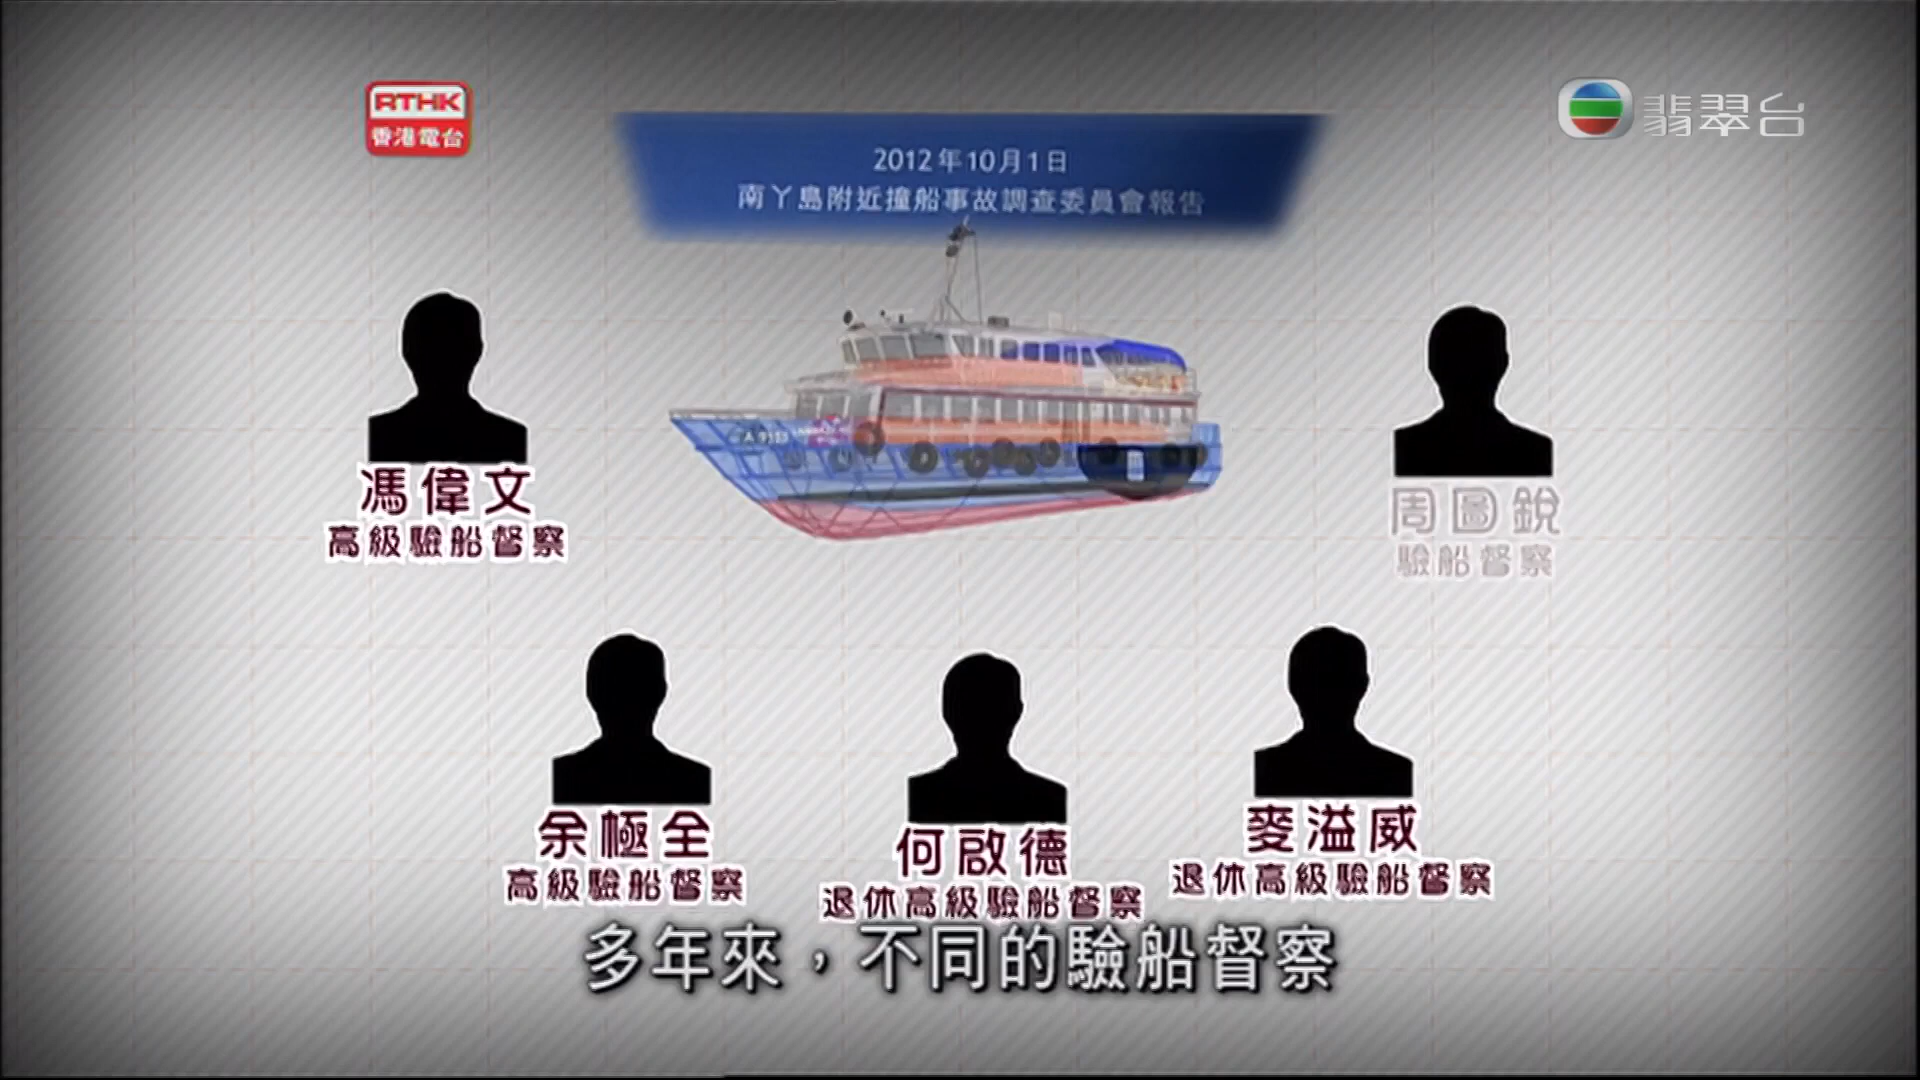 RTHK
香港電台
翡翠台
2012年10月1日
南丫島附近撞船事故調查委員會報告
馮偉文
高級驗船督察
周圖銳
驗船督察
余極全
高級驗船督察
何啟德
退休高級驗船督察
麥溢威
退休高級驗船督察
多年來，不同的驗船督察